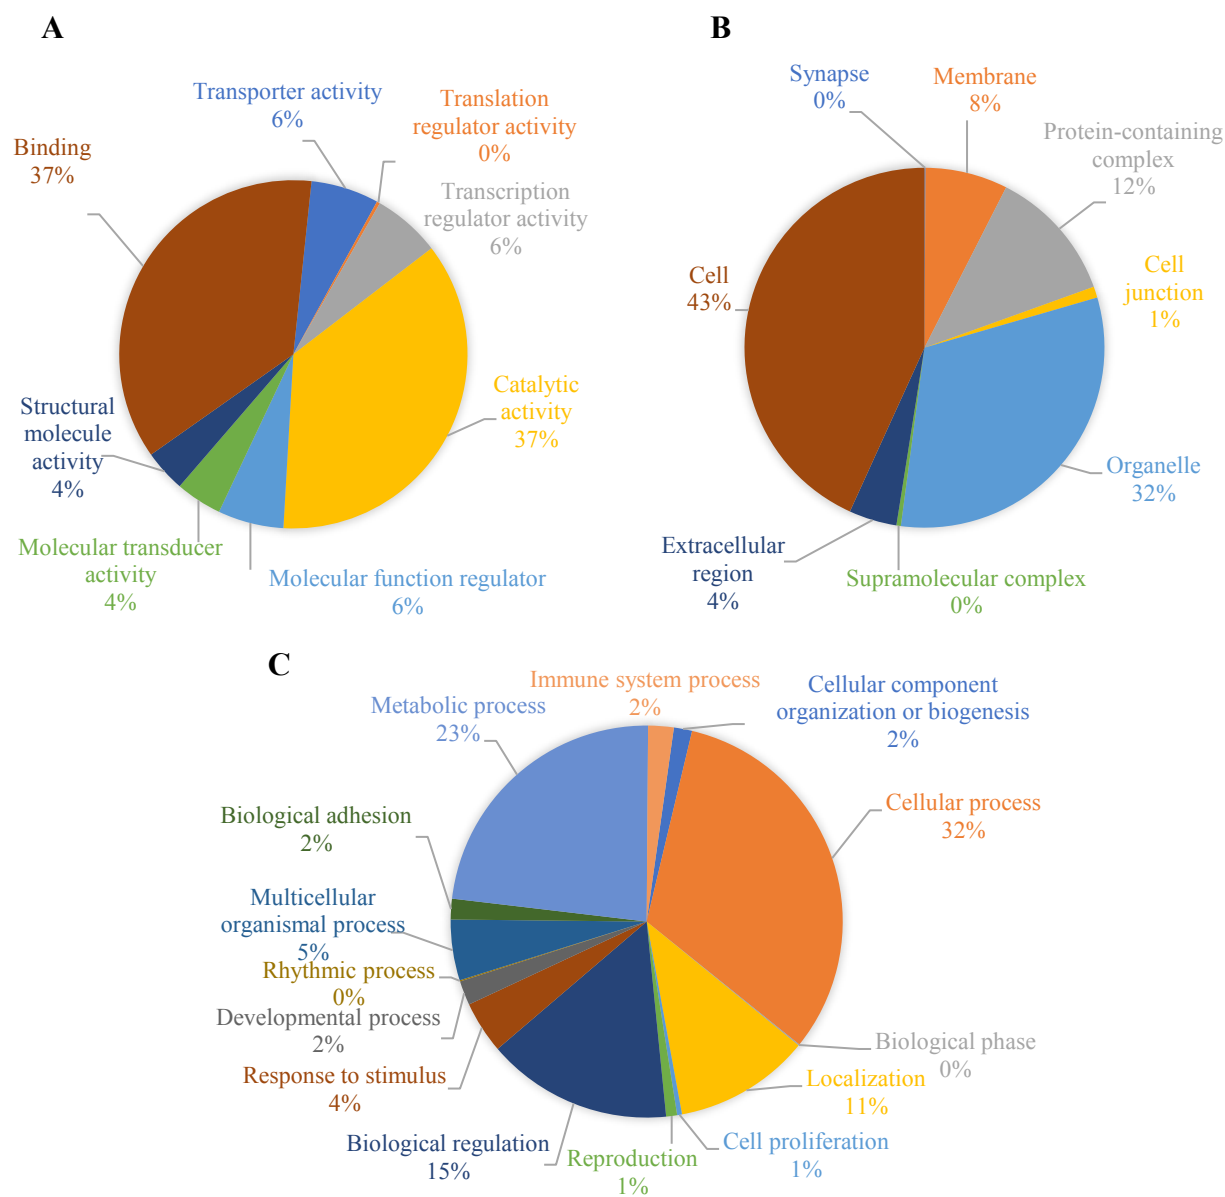 A
Transporter activity
6%
Translation
regulator activity
0%
Transcription
regulator activity
6%
Binding
37%
Catalytic
activity
37%
Structural
molecule
activity
4%
Molecular transducer
activity
4%
Molecular function regulator
6%
B
Synapse
0%
Membrane
8%
Protein-containing
complex
12%
Cell
junction
1%
Cell
43%
Organelle
32%
Extracellular
region
4%
Supramolecular complex
0%
C
Immune system process
2%
Cellular component
organization or biogenesis
2%
Metabolic process
23%
Cellular process
32%
Biological adhesion
2%
Multicellular
organismal process
5%
Rhythmic process
0%
Developmental process
2%
Biological phase
0%
Localization
11%
Response to stimulus
4%
Biological regulation
15%
Reproduction
1%
Cell proliferation
1%